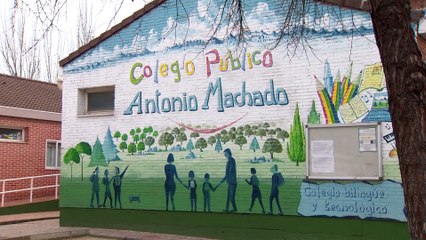 Colegio Público
Antonio Machado
Colegio bilingüe
y tecnológico